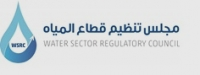 مجلس تنظيم قطاع المياه
WATER SECTOR REGULATORY COUNCIL
WSRC